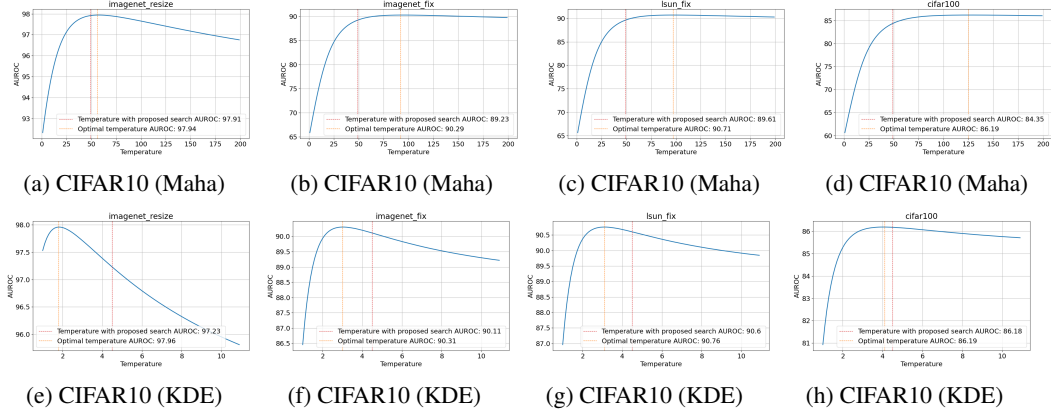 imagenet_resize
AUROC
98
97
96
95
94
93
Temperature with proposed search AUROC: 97.91
Optimal temperature AUROC: 97.94
0 25 50 75 100 125 150 175 200
Temperature
(a) CIFAR10 (Maha)
imagenet_fix
AUROC
90
85
80
75
70
65
Temperature with proposed search AUROC: 89.23
Optimal temperature AUROC: 90.29
0 25 50 75 100 125 150 175 200
Temperature
(b) CIFAR10 (Maha)
lsun_fix
AUROC
90
85
80
75
70
65
Temperature with proposed search AUROC: 89.61
Optimal temperature AUROC: 90.71
0 25 50 75 100 125 150 175 200
Temperature
(c) CIFAR10 (Maha)
cifar100
AUROC
85
80
75
70
65
60
Temperature with proposed search AUROC: 84.35
Optimal temperature AUROC: 86.19
0 25 50 75 100 125 150 175 200
Temperature
(d) CIFAR10 (Maha)
imagenet_resize
AUROC
98.0
97.5
97.0
96.5
96.0
Temperature with proposed search AUROC: 97.23
Optimal temperature AUROC: 97.96
2 4 6 8 10
Temperature
(e) CIFAR10 (KDE)
imagenet_fix
AUROC
90.5
90.0
89.5
89.0
88.5
88.0
87.5
87.0
86.5
Temperature with proposed search AUROC: 90.11
Optimal temperature AUROC: 90.31
2 4 6 8 10
Temperature
(f) CIFAR10 (KDE)
lsun_fix
AUROC
90.5
90.0
89.5
89.0
88.5
88.0
87.5
87.0
Temperature with proposed search AUROC: 90.6
Optimal temperature AUROC: 90.76
2 4 6 8 10
Temperature
(g) CIFAR10 (KDE)
cifar100
AUROC
86
85
84
83
82
81
Temperature with proposed search AUROC: 86.18
Optimal temperature AUROC: 86.19
2 4 6 8 10
Temperature
(h) CIFAR10 (KDE)